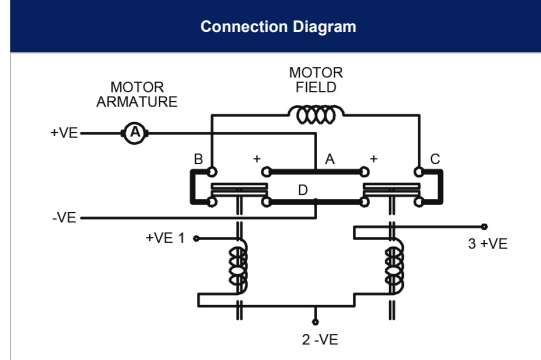 Connection Diagram
MOTOR
FIELD
MOTOR
ARMATURE
+VE
A
B
+
A
+
C
D
-VE
+VE 1
3 +VE
2 -VE